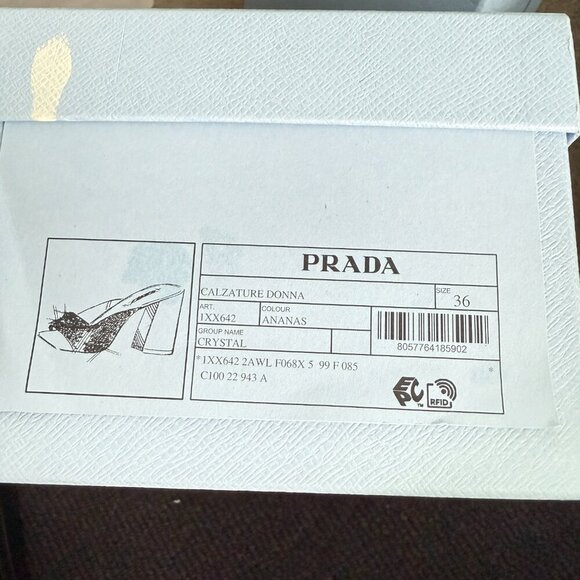 PRADA
CALZATURE DONNA
SIZE
36
ART.
1XX642
COLOUR
ANANAS
GROUP NAME
CRYSTAL
8057764185902
*1XX642 2AWL F068X 5 99 F 085 *
C100 22 943 A
EPC TM
RFID